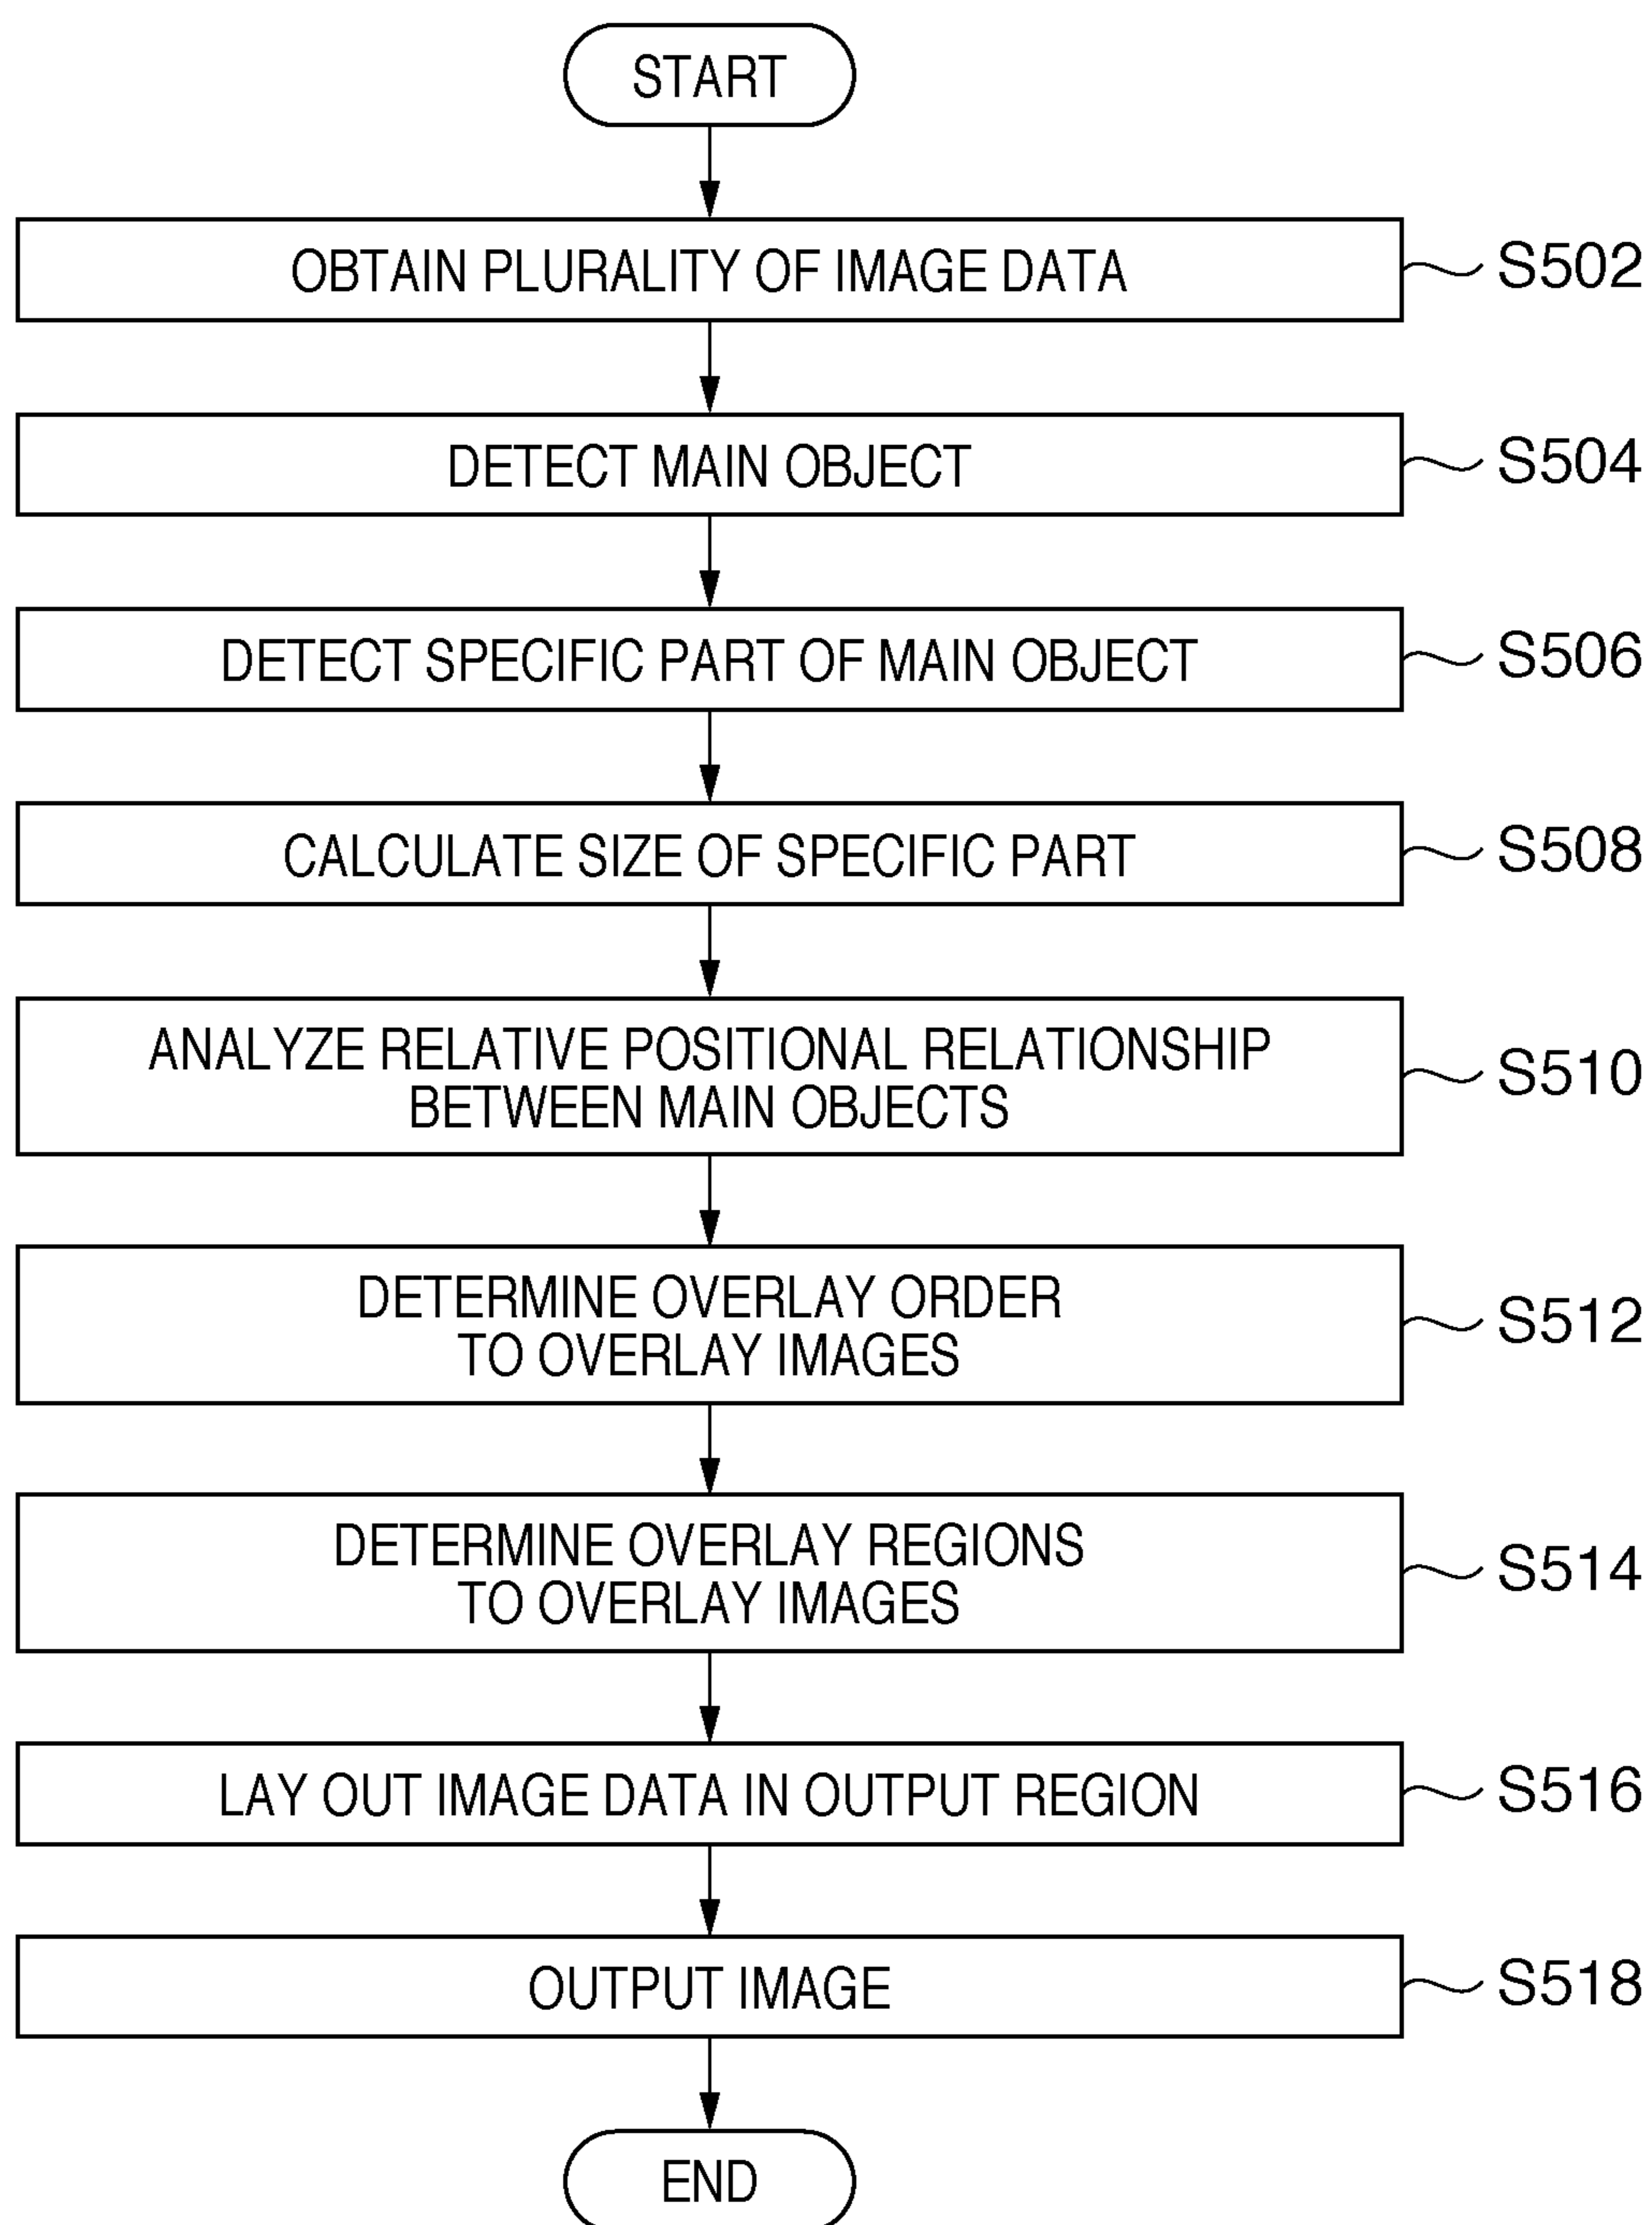 START
OBTAIN PLURALITY OF IMAGE DATA
S502
DETECT MAIN OBJECT
S504
DETECT SPECIFIC PART OF MAIN OBJECT
S506
CALCULATE SIZE OF SPECIFIC PART
S508
ANALYZE RELATIVE POSITIONAL RELATIONSHIP
BETWEEN MAIN OBJECTS
S510
DETERMINE OVERLAY ORDER
TO OVERLAY IMAGES
S512
DETERMINE OVERLAY REGIONS
TO OVERLAY IMAGES
S514
LAY OUT IMAGE DATA IN OUTPUT REGION
S516
OUTPUT IMAGE
S518
END